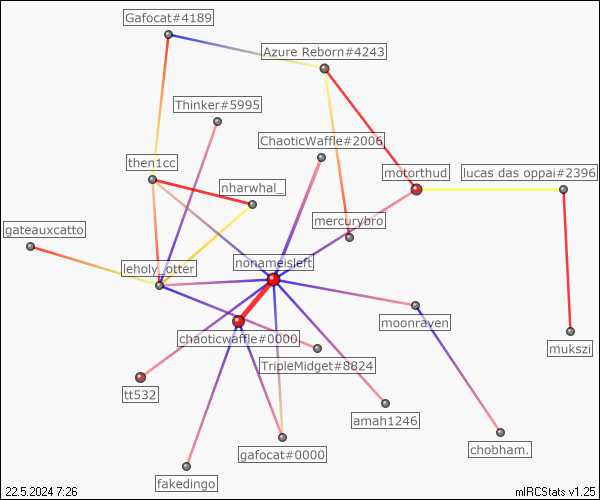 Gafocat#4189
Azure Reborn#4243
Thinker#5995
ChaoticWaffle#2006
then1cc
motorthud
lucas das oppai#2396
nharwhal_
mercurybro
gateauxcatto
leholy_otter
nonameisleft
moonraven
chaoticwaffle#0000
mukszi
TripleMidget#8824
tt532
amah1246
gafocat#0000
chobham.
fakedingo
22.5.2024 7:26
mIRCStats v1.25